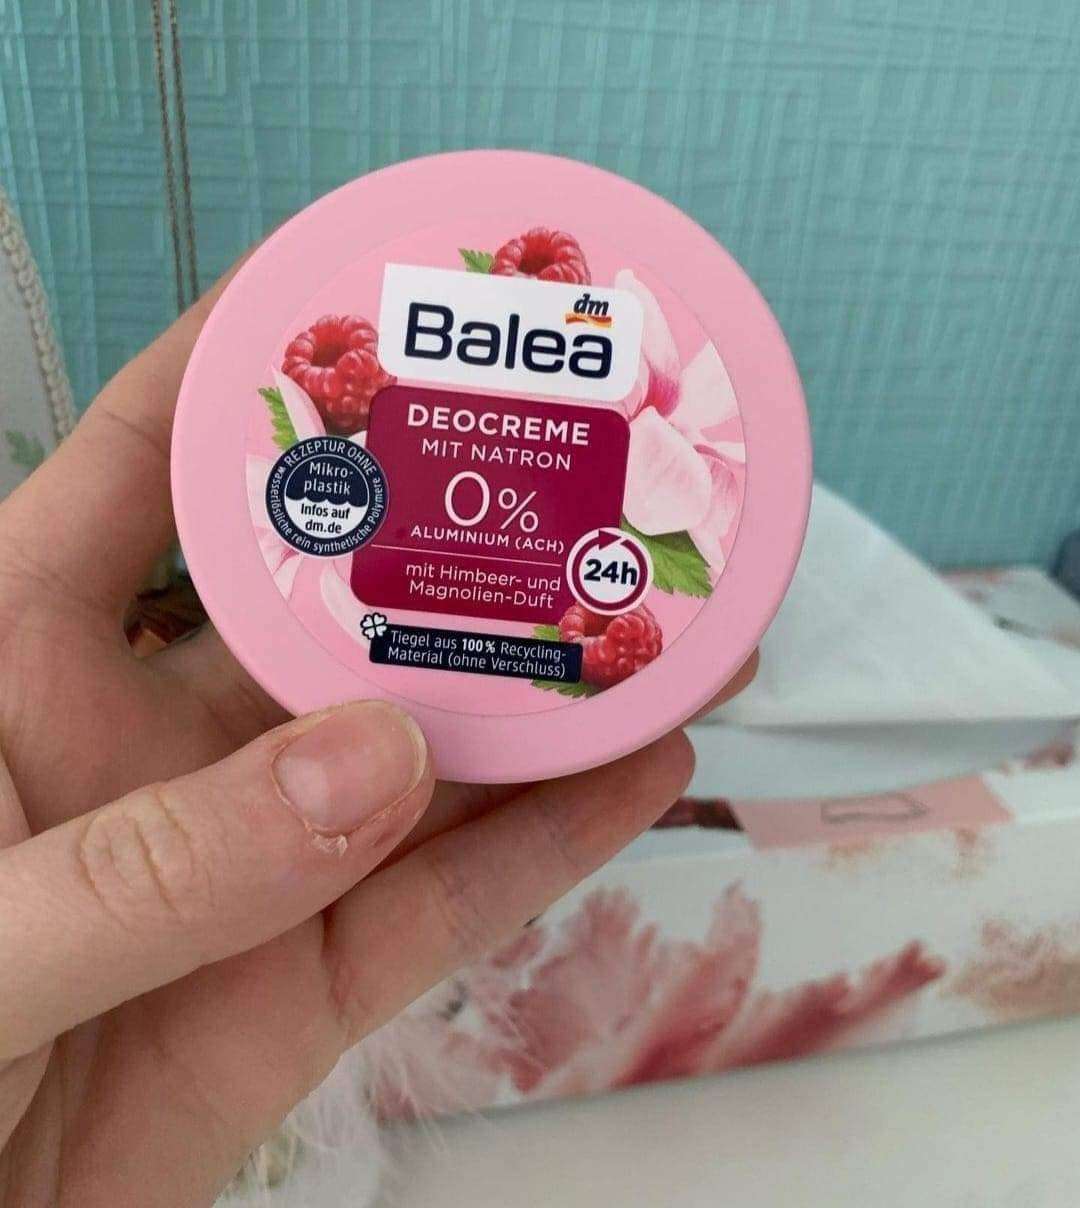 dm
Balea
DEOCREME
MIT NATRON
0%
ALUMINIUM (ACH)
mit Himbeer- und
Magnolien-Duft
24h
REZEPTUR OHNE
Mikro-
plastik
Infos auf
dm.de
wasserlösliche rein synthetische Polymere
Tiegel aus 100% Recycling-
Material (ohne Verschluss)